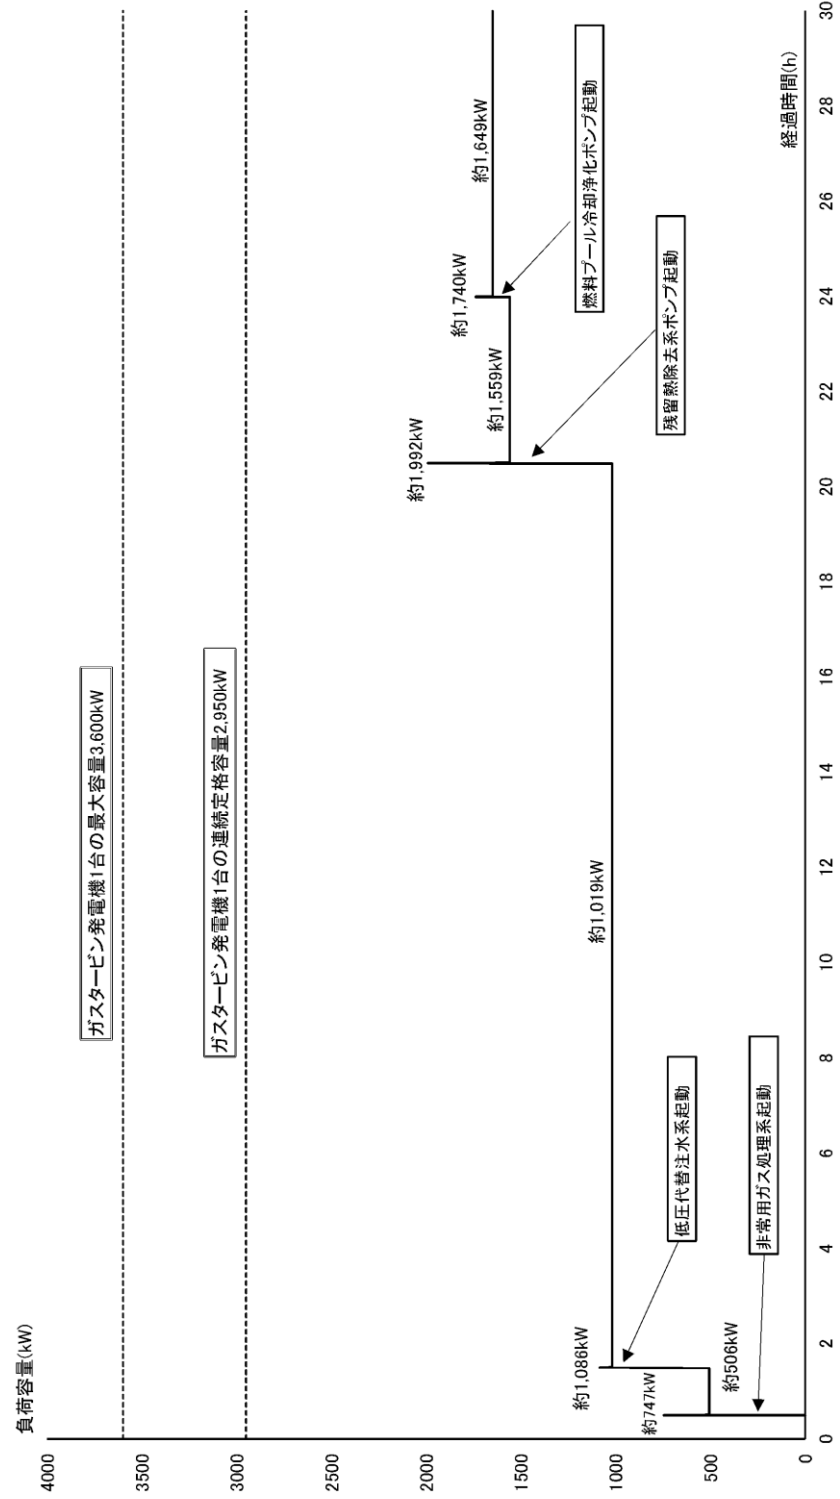 負荷容量(kW)
4000
3500
3000
2500
2000
1500
1000
500
0
ガスタービン発電機1台の最大容量3,600kW
ガスタービン発電機1台の連続定格容量2,950kW
約1,992kW
約1,740kW
約1,649kW
約1,559kW
燃料プール冷却浄化ポンプ起動
残留熱除去系ポンプ起動
約1,086kW
約1,019kW
低圧代替注水系起動
約747kW
約506kW
非常用ガス処理系起動
経過時間(h)
0
2
4
6
8
10
12
14
16
18
20
22
24
26
28
30